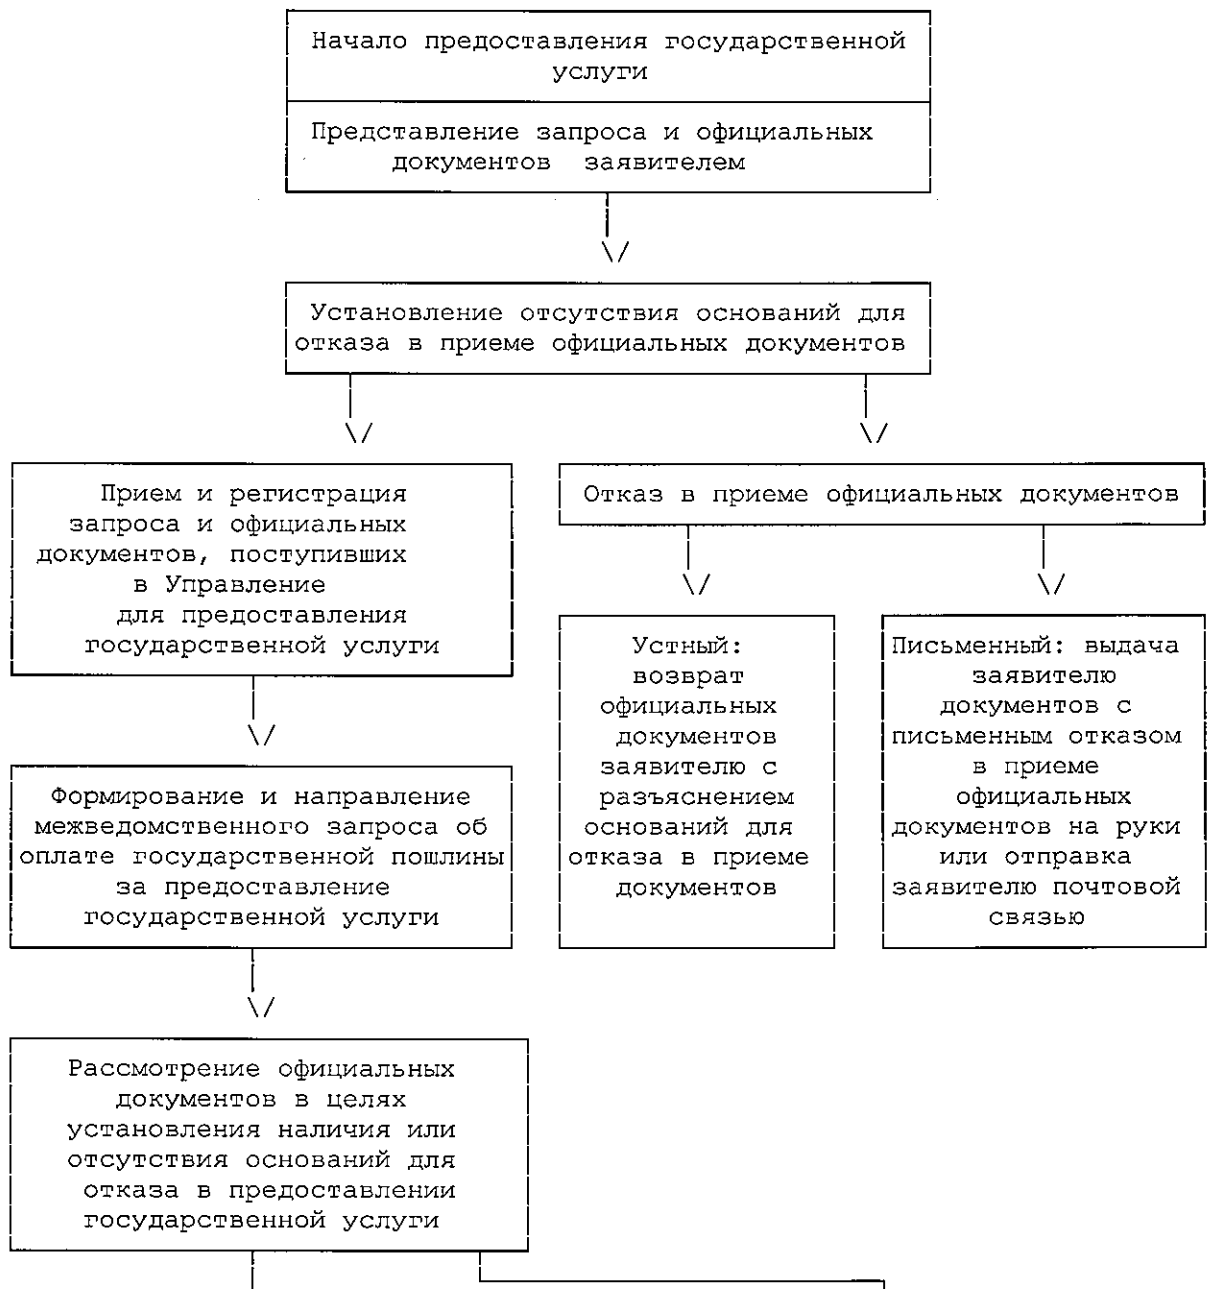 Начало предоставления государственной
услуги
Представление запроса и официальных
документов заявителем
Установление отсутствия оснований для
отказа в приеме официальных документов
Прием и регистрация
запроса и официальных
документов, поступивших
в Управление
для предоставления
государственной услуги
Отказ в приеме официальных документов
Устный:
возврат
официальных
документов
заявителю с
разъяснением
оснований для
отказа в приеме
документов
Письменный: выдача
заявителю
документов с
письменным отказом
в приеме
официальных
документов на руки
или отправка
заявителю почтовой
связью
Формирование и направление
межведомственного запроса об
оплате государственной пошлины
за предоставление
государственной услуги
Рассмотрение официальных
документов в целях
установления наличия или
отсутствия оснований для
отказа в предоставлении
государственной услуги